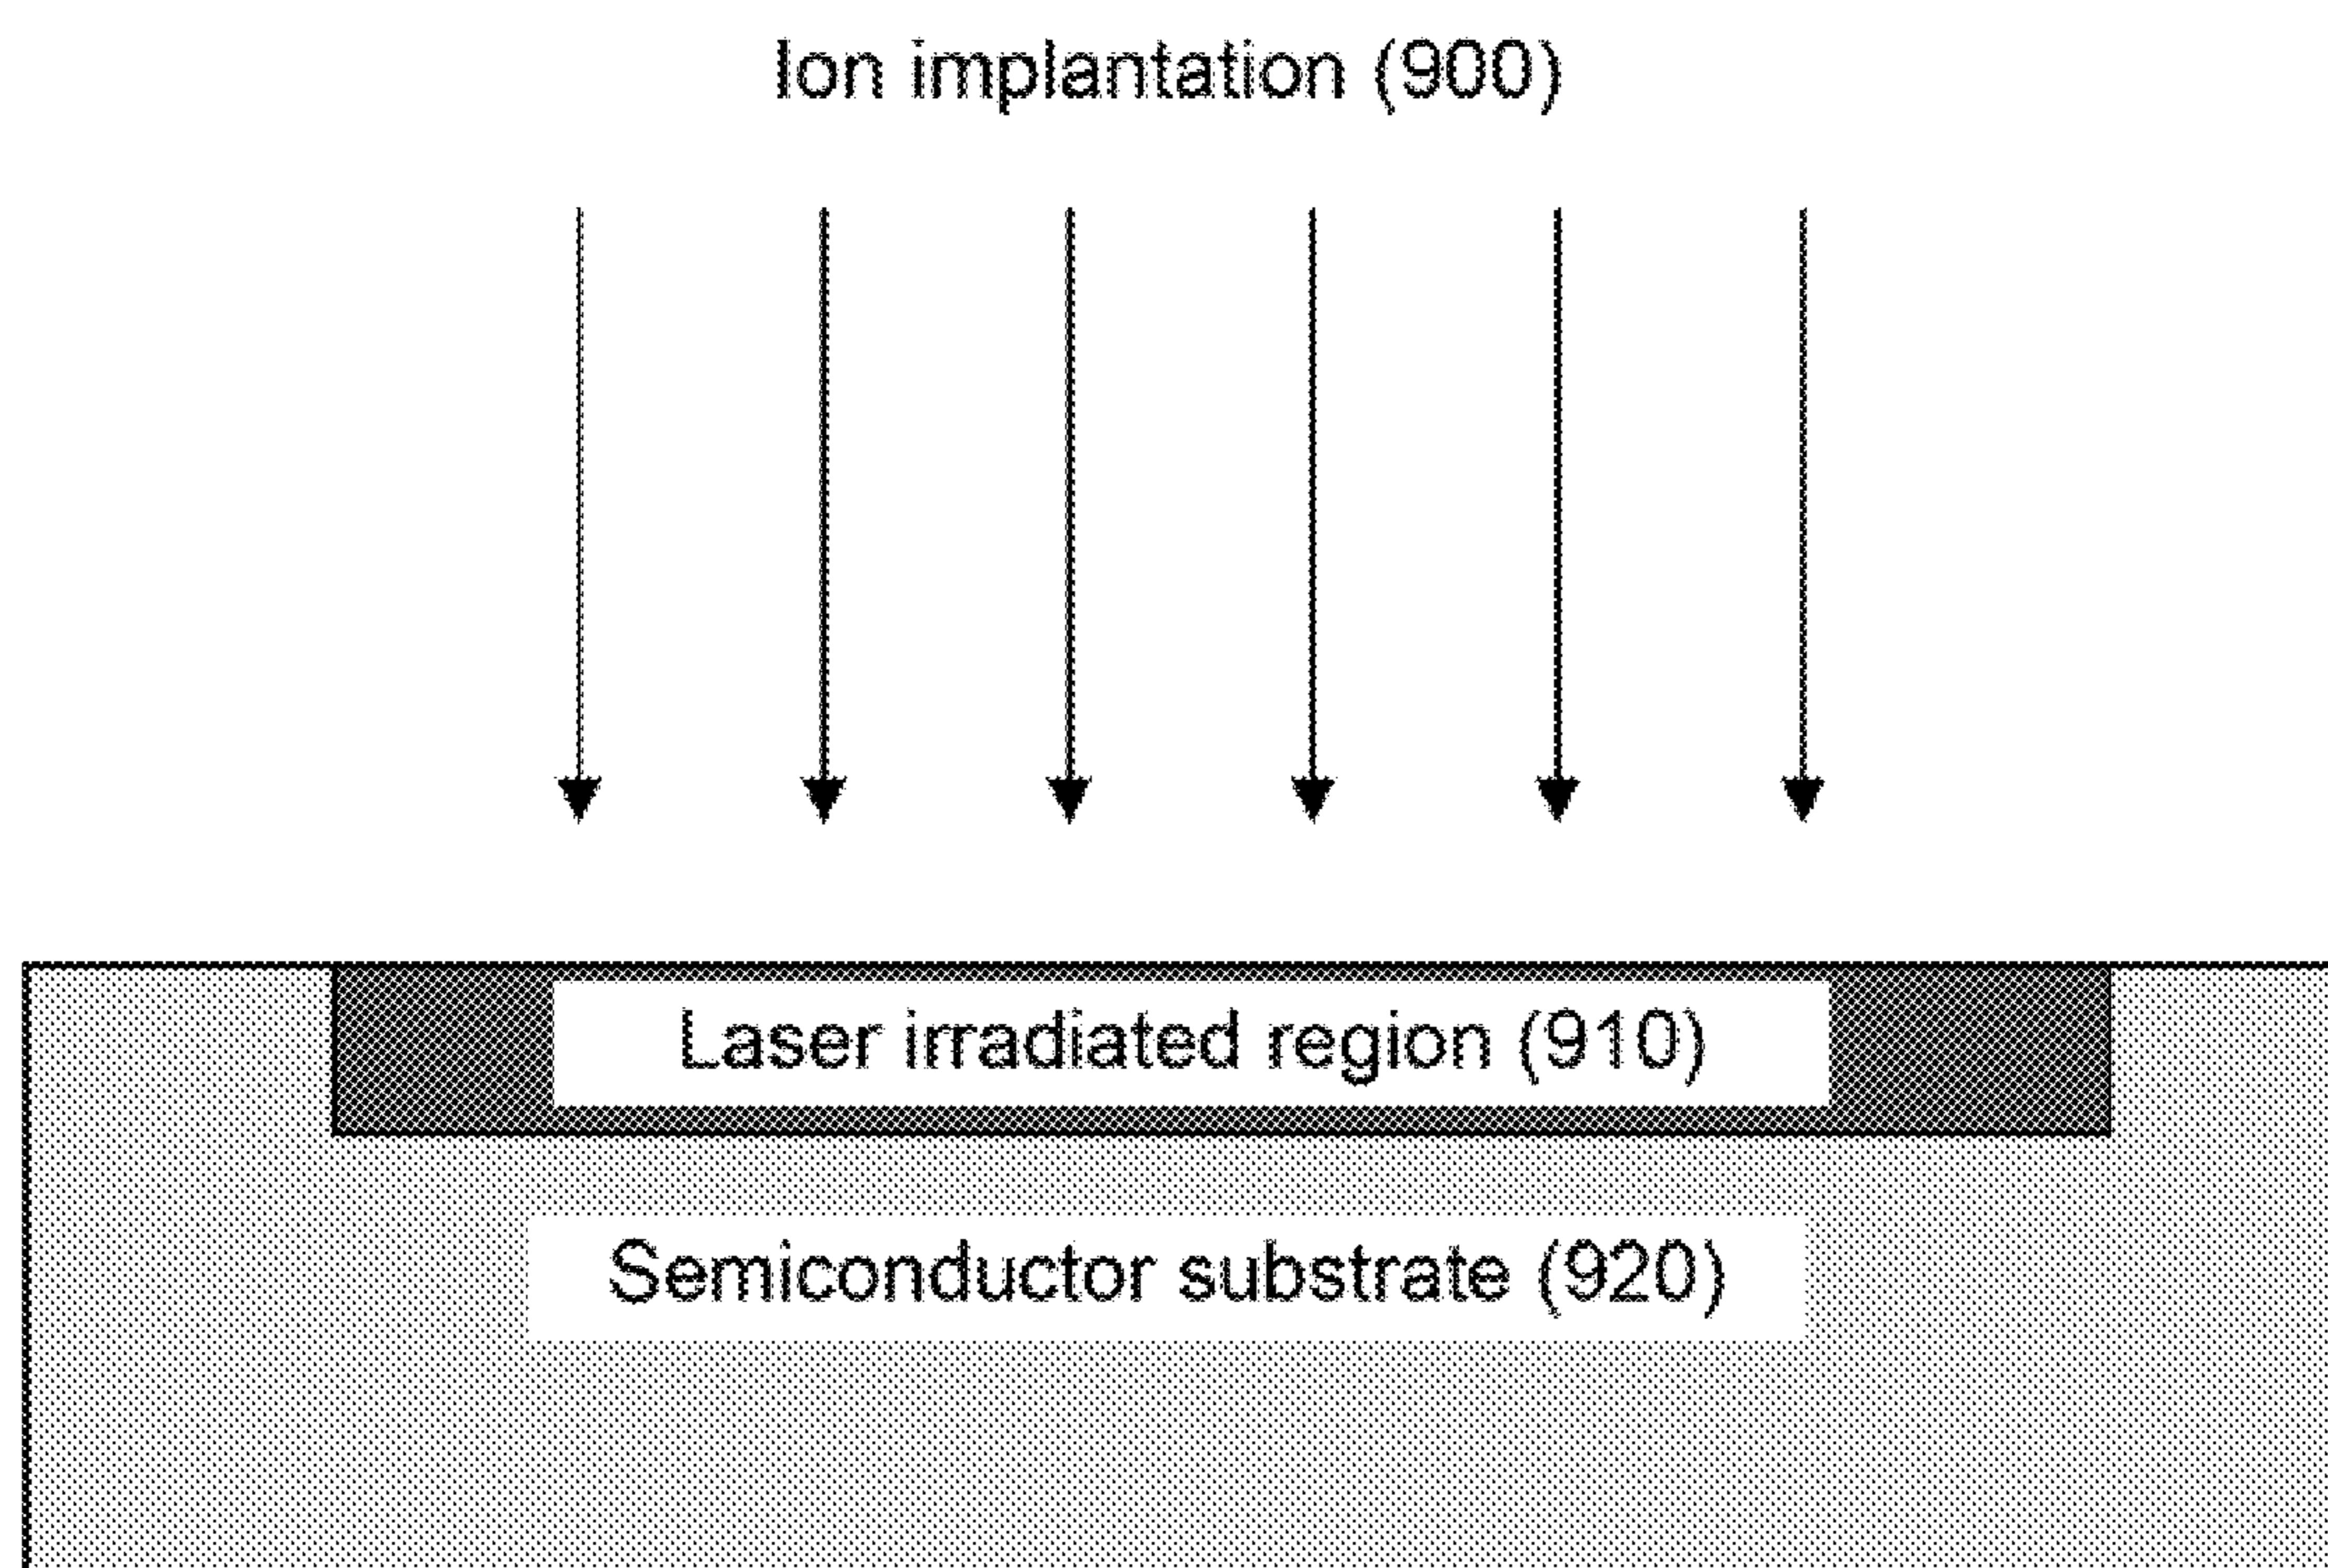 Ion implantation (900)
Laser irradiated region (910)
Semiconductor substrate (920)